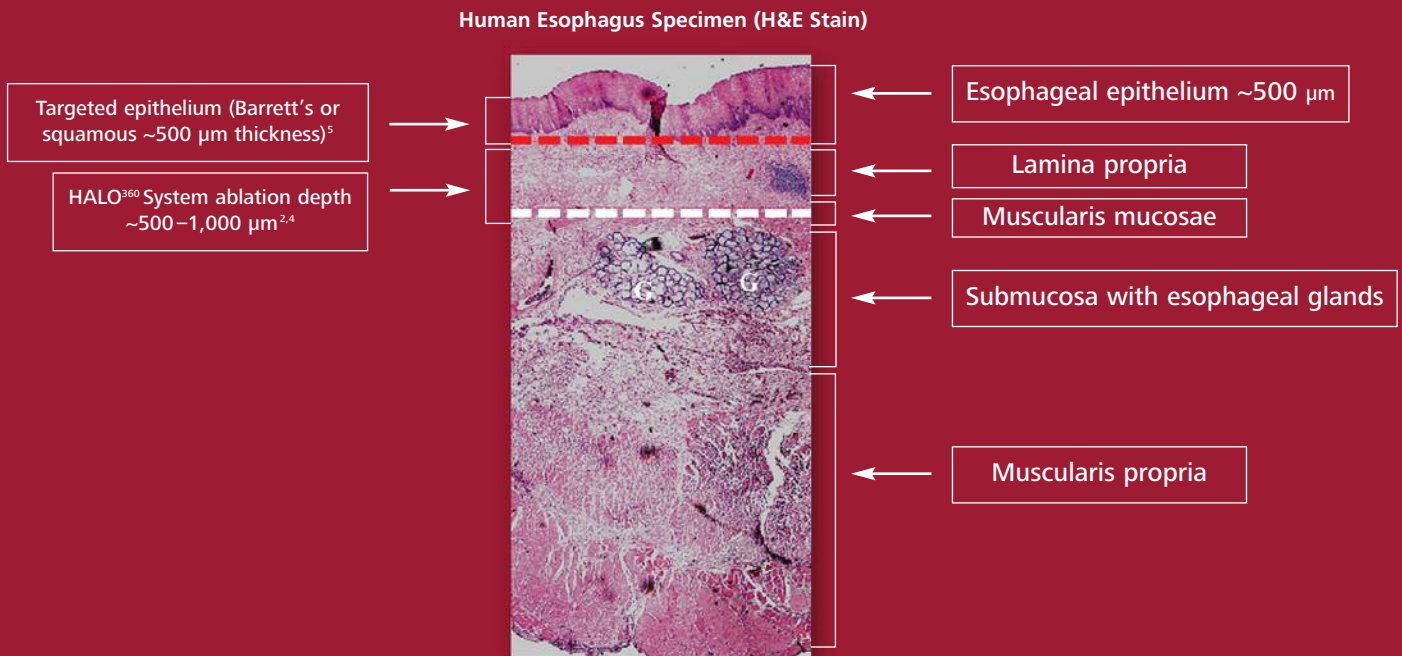 Human Esophagus Specimen (H&E Stain)
Targeted epithelium (Barrett's or
squamous ~500 µm thickness)⁵
HALO³⁶⁰ System ablation depth
~500–1,000 µm²,⁴
Esophageal epithelium ~500 µm
Lamina propria
Muscularis mucosae
G
G
Submucosa with esophageal glands
Muscularis propria